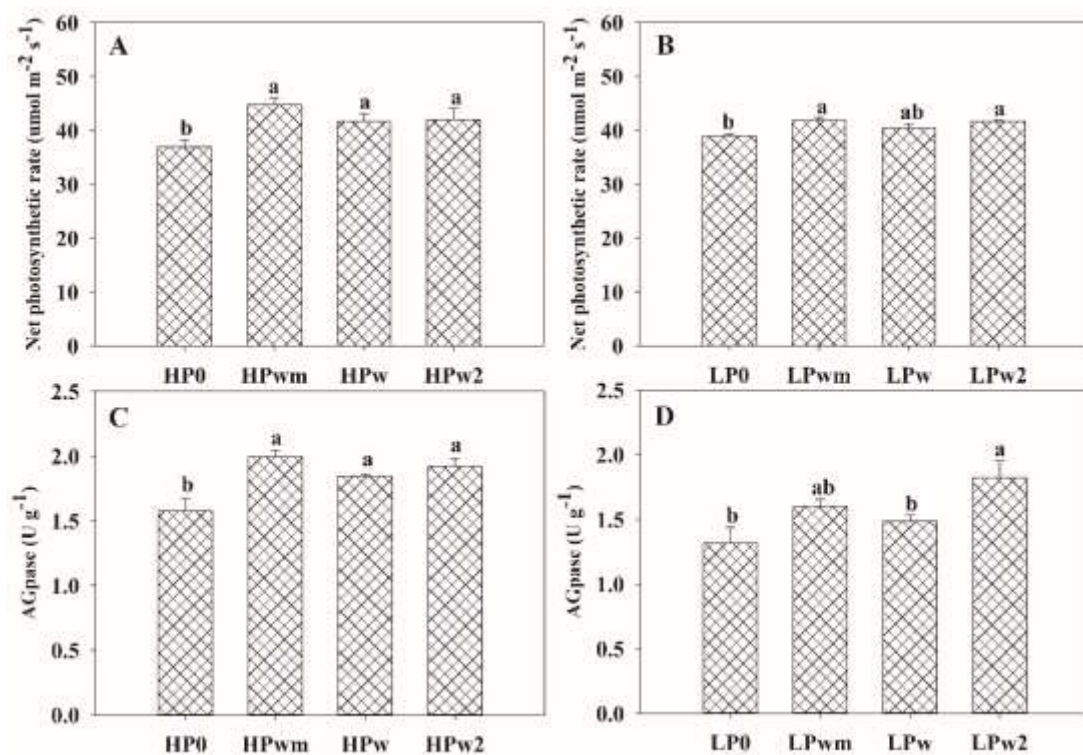 A
Net photosynthetic rate (umol m-2 s-1)
60
50
40
30
20
10
0
b
a
a
a
HP0 HPwm HPw HPw2
B
Net photosynthetic rate (umol m-2 s-1)
60
50
40
30
20
10
0
b
a
ab
a
LP0 LPwm LPw LPw2
C
AGpase (U g-1)
2.5
2.0
1.5
1.0
0.5
0.0
b
a
a
a
HP0 HPwm HPw HPw2
D
AGpase (U g-1)
2.5
2.0
1.5
1.0
0.5
0.0
b
ab
b
a
LP0 LPwm LPw LPw2